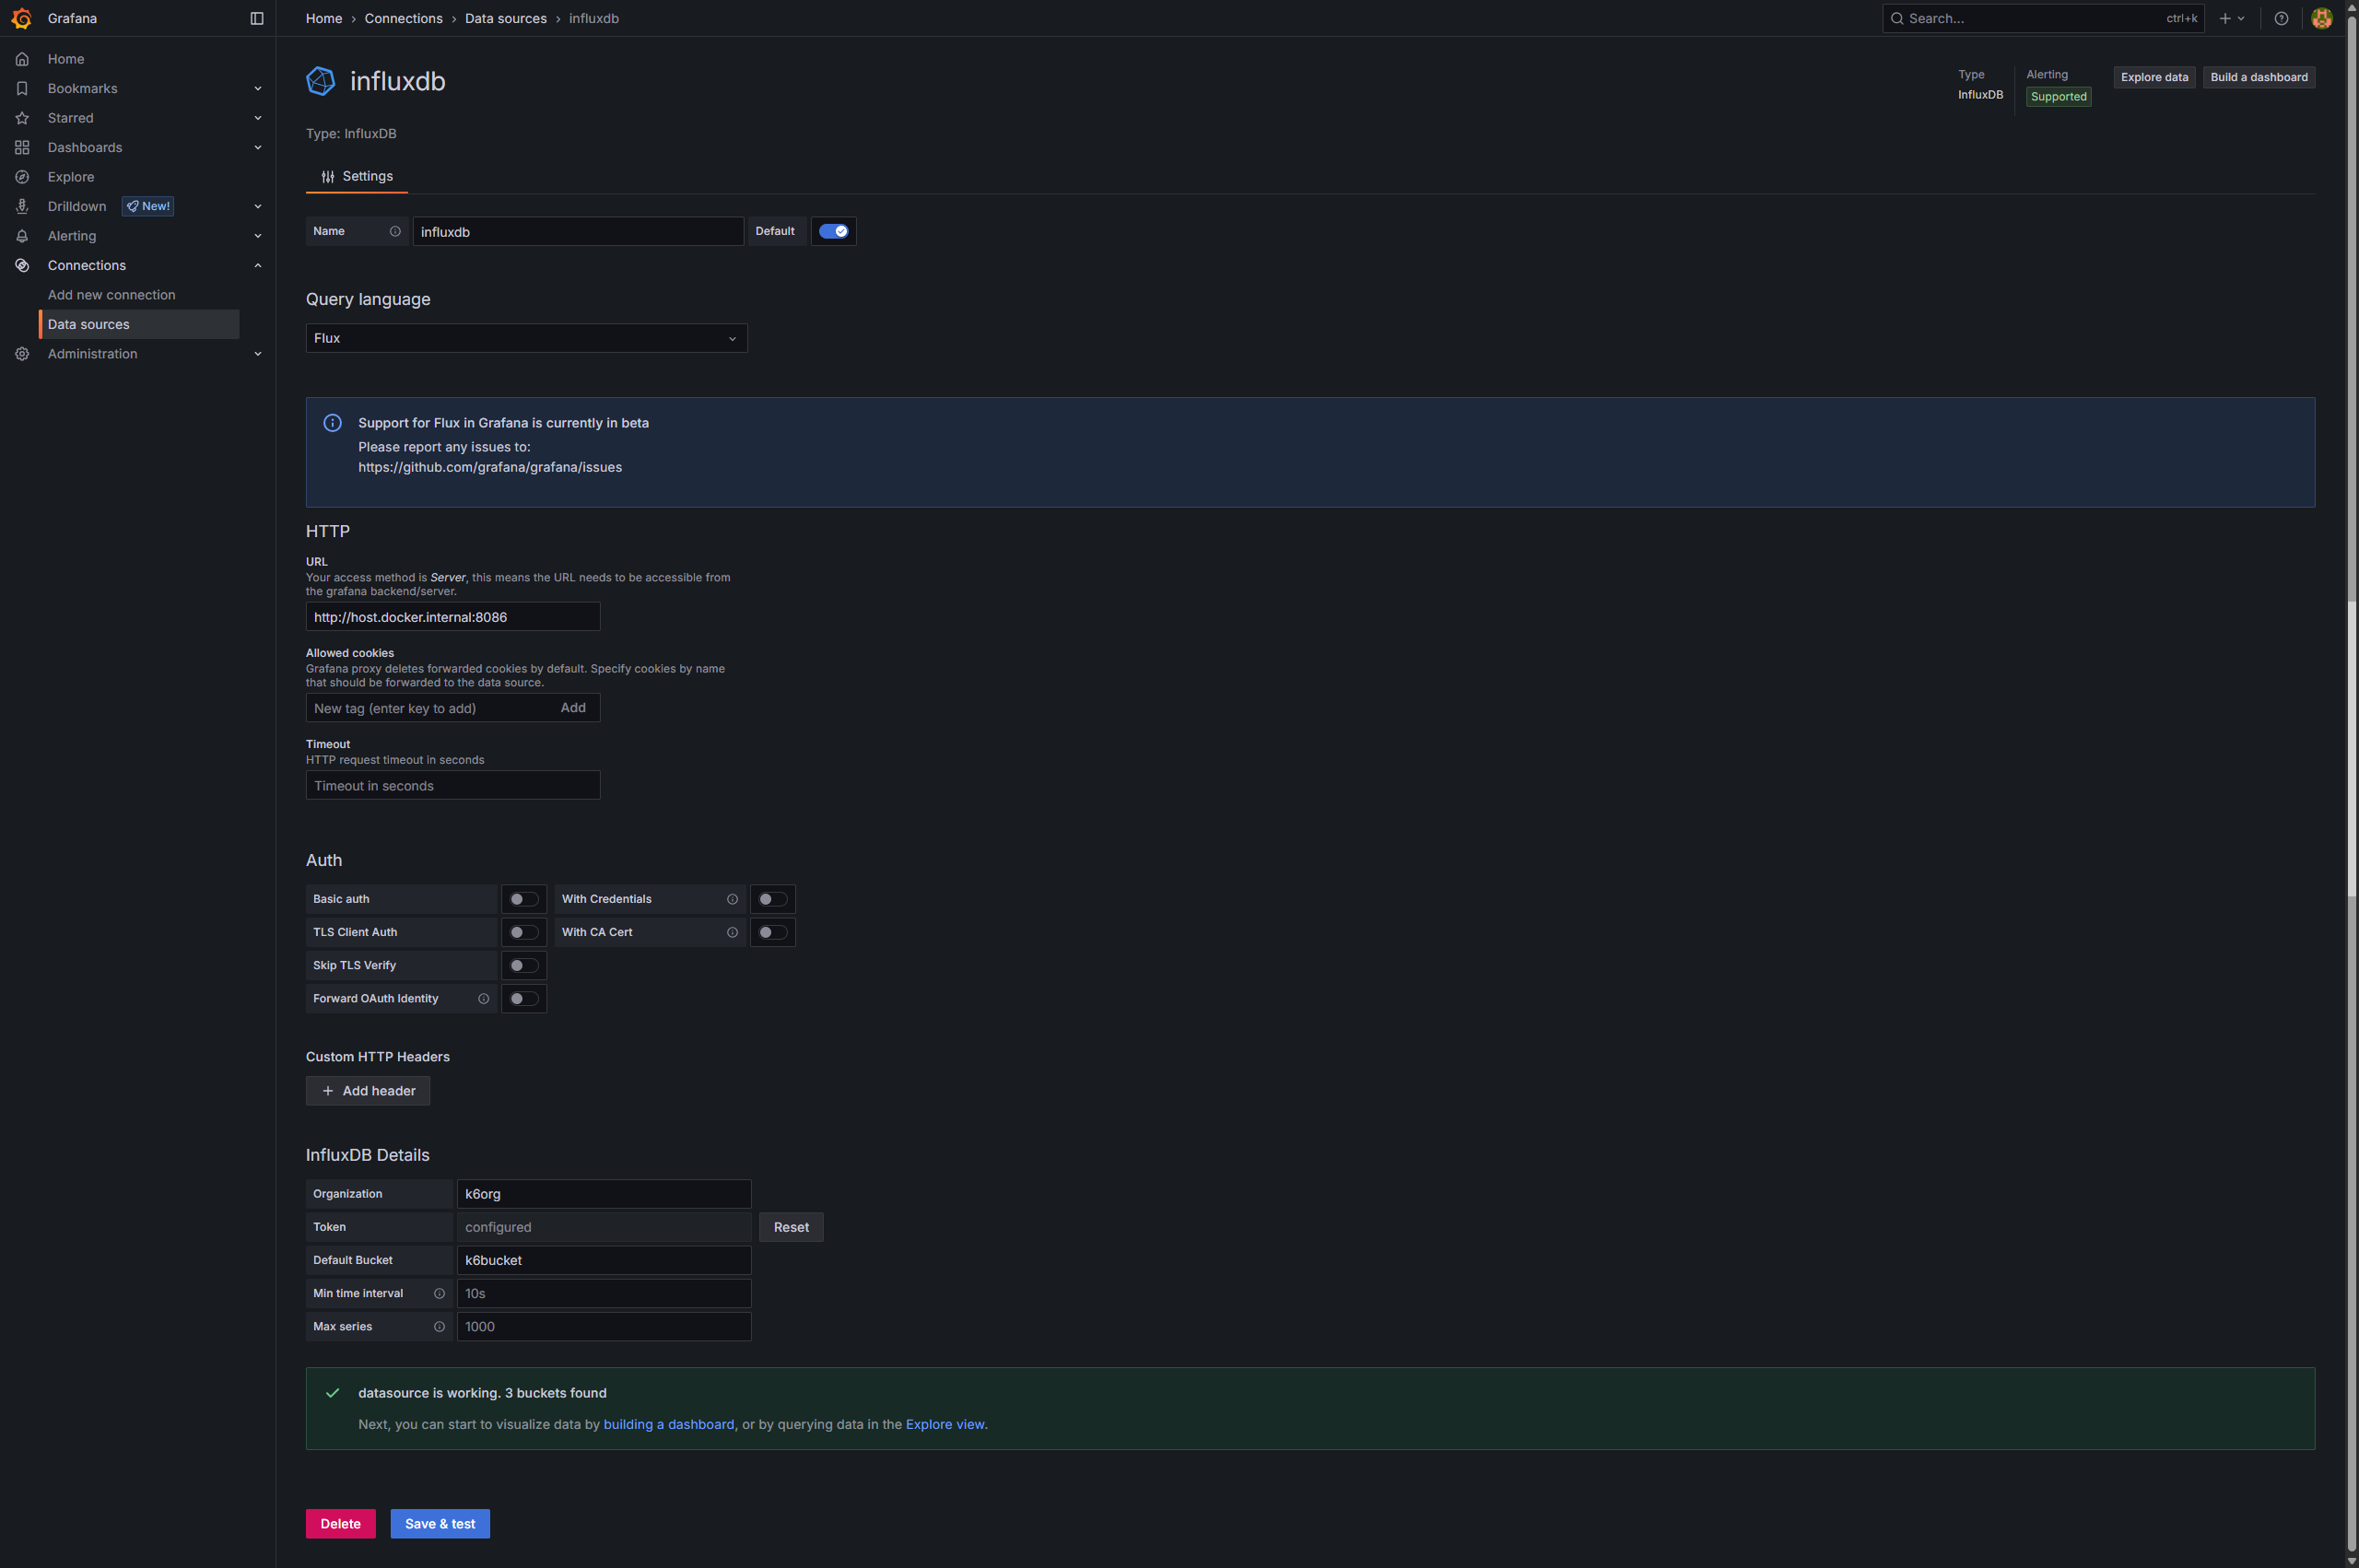 Grafana
Home › Connections › Data sources › influxdb
Search...
ctrl+k
Home
Bookmarks
Starred
Dashboards
Explore
Drilldown New!
Alerting
Connections
Add new connection
Data sources
Administration
influxdb
Type
InfluxDB
Alerting
Supported
Explore data
Build a dashboard
Type: InfluxDB
Settings
Name
influxdb
Default
Query language
Flux
Support for Flux in Grafana is currently in beta
Please report any issues to:
https://github.com/grafana/grafana/issues
HTTP
URL
Your access method is Server, this means the URL needs to be accessible from
the grafana backend/server.
http://host.docker.internal:8086
Allowed cookies
Grafana proxy deletes forwarded cookies by default. Specify cookies by name
that should be forwarded to the data source.
New tag (enter key to add)
Add
Timeout
HTTP request timeout in seconds
Timeout in seconds
Auth
Basic auth
With Credentials
TLS Client Auth
With CA Cert
Skip TLS Verify
Forward OAuth Identity
Custom HTTP Headers
Add header
InfluxDB Details
Organization
k6org
Token
configured
Reset
Default Bucket
k6bucket
Min time interval
10s
Max series
1000
datasource is working. 3 buckets found
Next, you can start to visualize data by building a dashboard, or by querying data in the Explore view.
Delete
Save & test